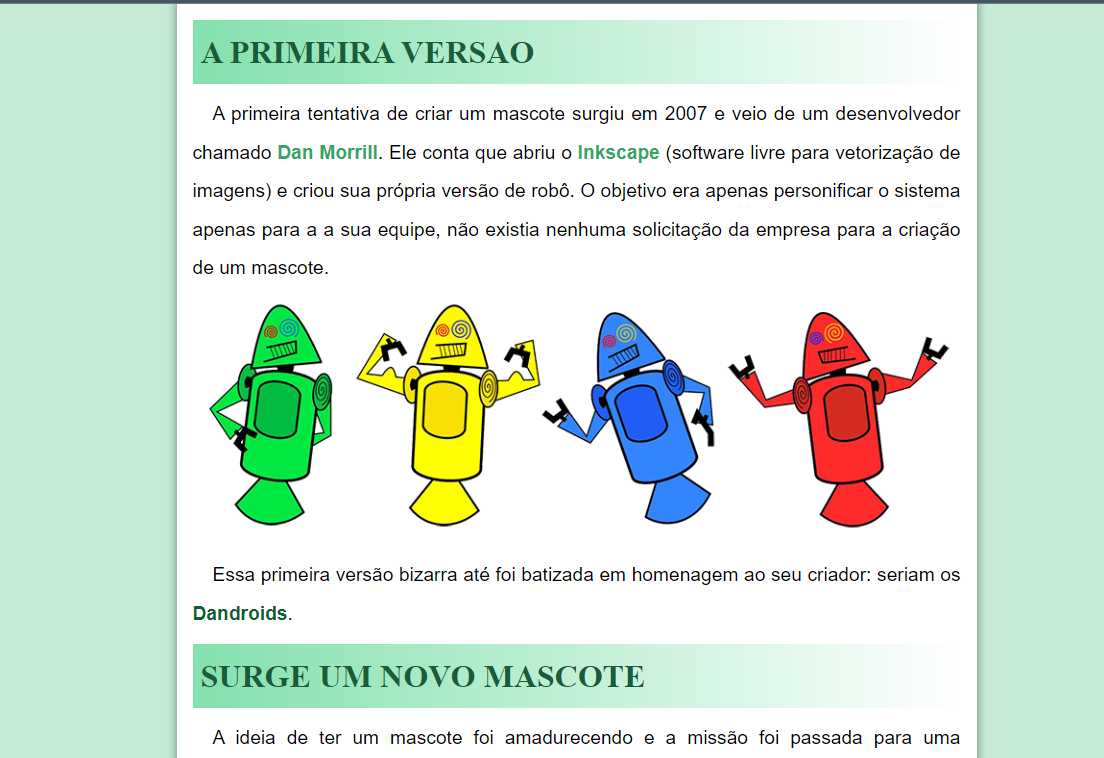 A PRIMEIRA VERSAO
A primeira tentativa de criar um mascote surgiu em 2007 e veio de um desenvolvedor
chamado Dan Morrill. Ele conta que abriu o Inkscape (software livre para vetorização de
imagens) e criou sua própria versão de robô. O objetivo era apenas personificar o sistema
apenas para a a sua equipe, não existia nenhuma solicitação da empresa para a criação
de um mascote.
Essa primeira versão bizarra até foi batizada em homenagem ao seu criador: seriam os
Dandroids.
SURGE UM NOVO MASCOTE
A ideia de ter um mascote foi amadurecendo e a missão foi passada para uma